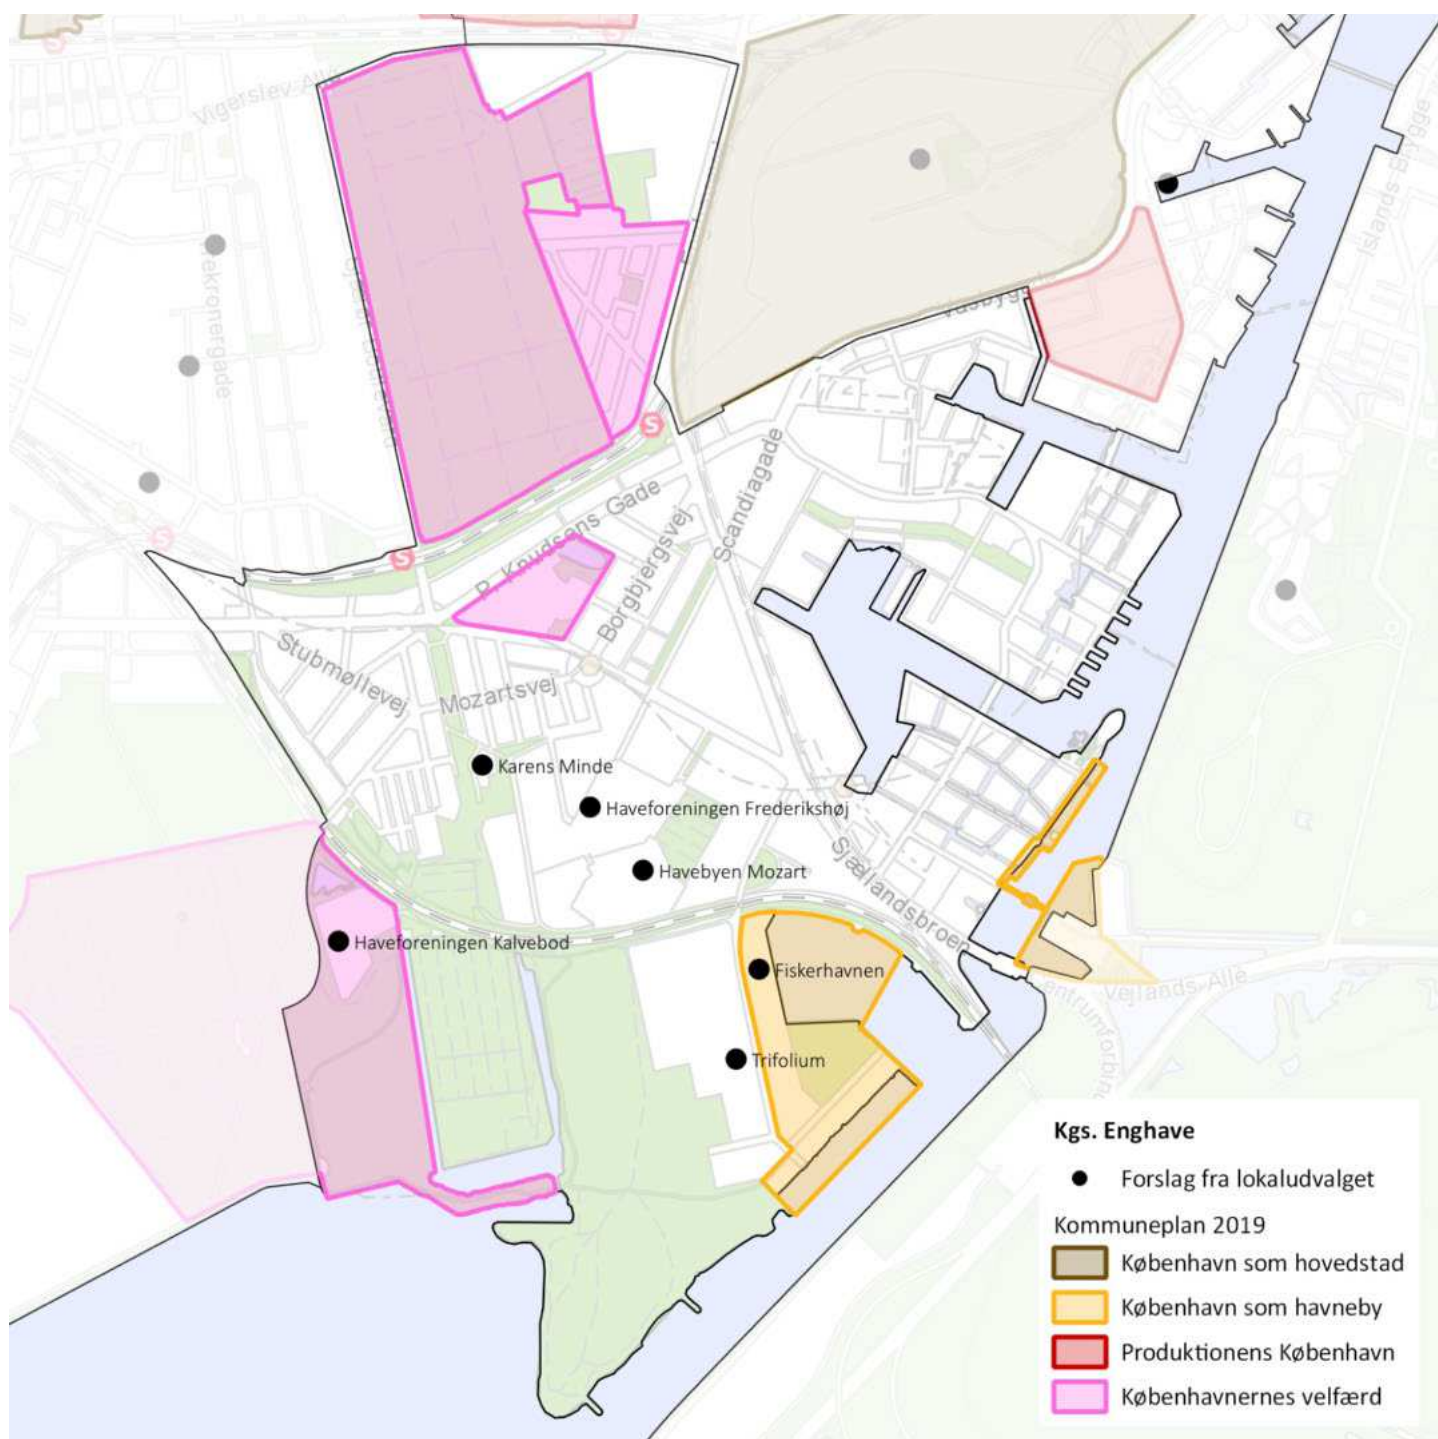 S
S
Vigerslev Allé
Islands Brygge
S
S
S
Scandiagade
P. Knudsens Gade
Borgbjergsvej
Stubmøllevej
Mozartsvej
Karens Minde
Haveforeningen Frederikshøj
Havebyen Mozart
Sjællandsbroen
Haveforeningen Kalvebod
Fiskerhavnen
Vejlands Alle
Trifolium
Kgs. Enghave
Forslag fra lokaludvalget
Kommuneplan 2019
København som hovedstad
København som havneby
Produktionens København
Københavnernes velfærd